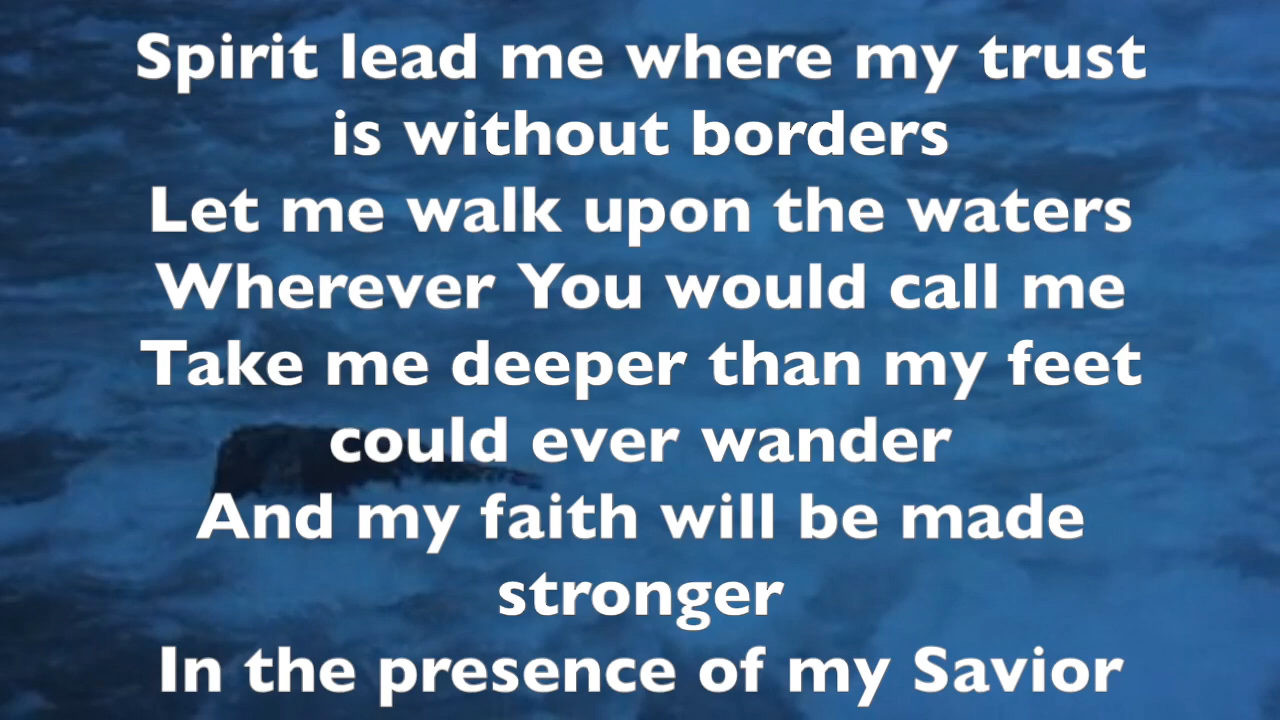 Spirit lead me where my trust
is without borders
Let me walk upon the waters
Wherever You would call me
Take me deeper than my feet
could ever wander
And my faith will be made
stronger
In the presence of my Savior